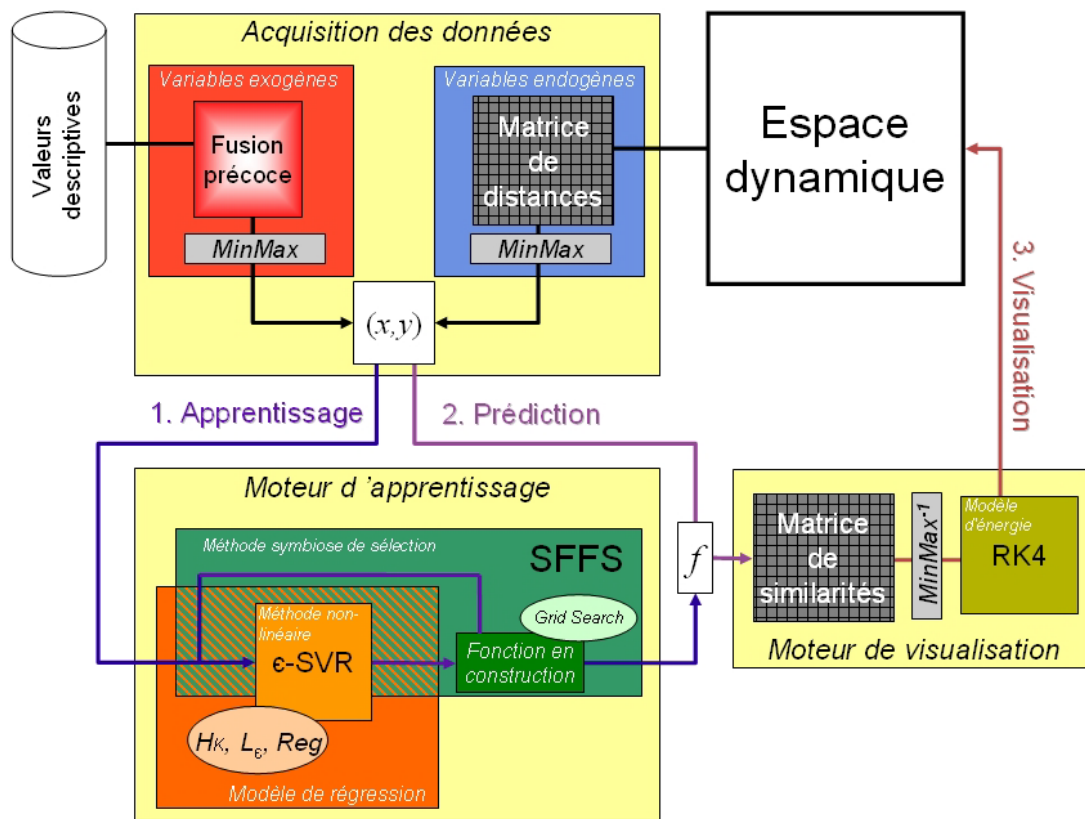 Acquisition des données
Valeurs
descriptives
Variables exogènes
Fusion
précoce
MinMax
Variables endogènes
Matrice
de
distances
MinMax
(x,y)
Espace
dynamique
1. Apprentissage
2. Prédiction
3. Visualisation
Moteur d 'apprentissage
Méthode symbiose de sélection
SFFS
Méthode non-
linéaire
є-SVR
Grid Search
Fonction en
construction
HK, Lε, Reg
Modèle de régression
f
Matrice
de
similarités
MinMax-1
Modèle
d'énergie
RK4
Moteur de visualisation